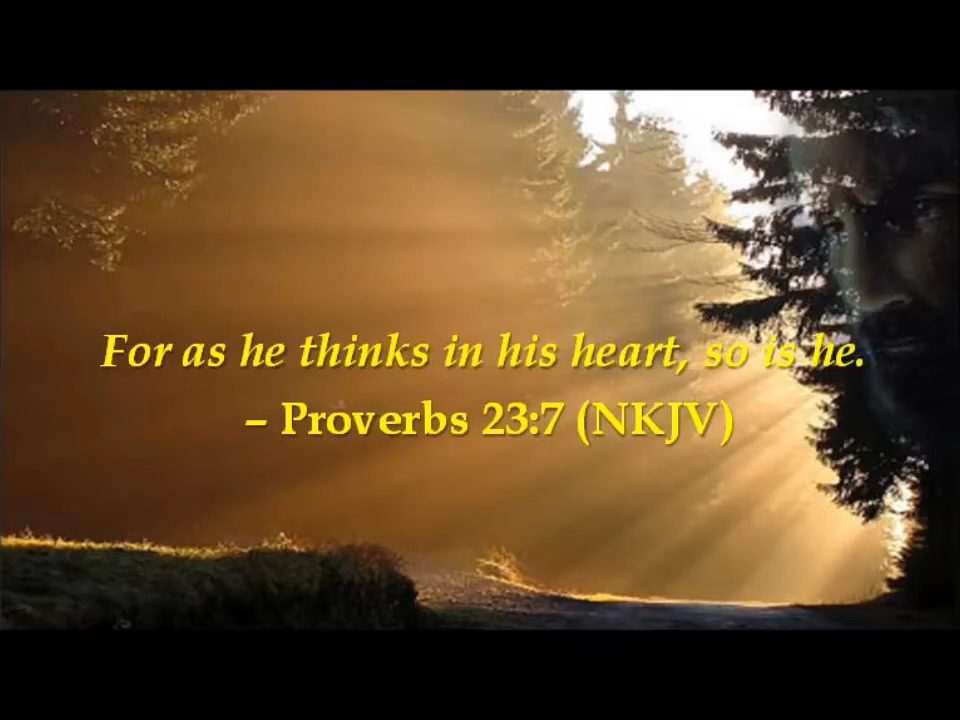 For as he thinks in his heart, so is he.
– Proverbs 23:7 (NKJV)